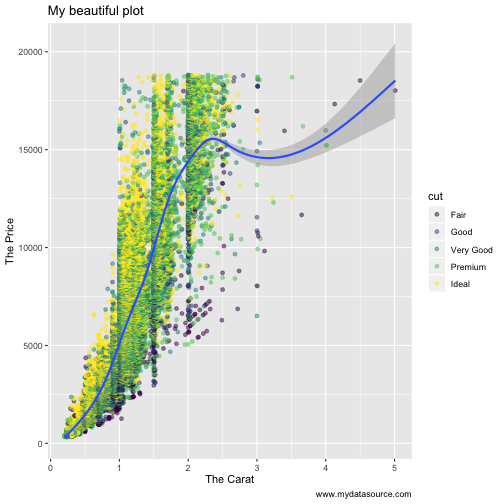 My beautiful plot
The Price
20000
15000
10000
5000
0
0 1 2 3 4 5
The Carat
cut
Fair
Good
Very Good
Premium
Ideal
www.mydatasource.com